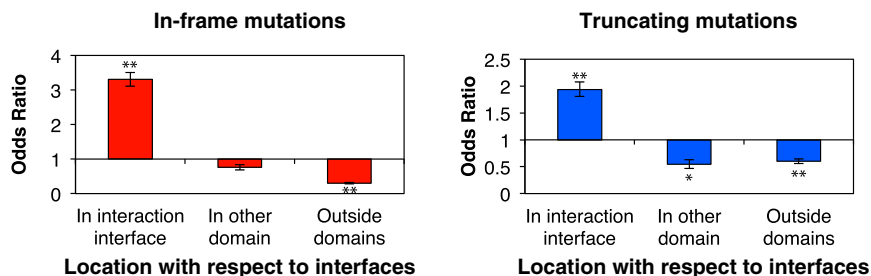 In-frame mutations
Odds Ratio
4
3
2
1
0
**
**
In interaction interface
In other domain
Outside domains
Location with respect to interfaces
Truncating mutations
Odds Ratio
2.5
2
1.5
1
0.5
0
**
*
**
In interaction interface
In other domain
Outside domains
Location with respect to interfaces